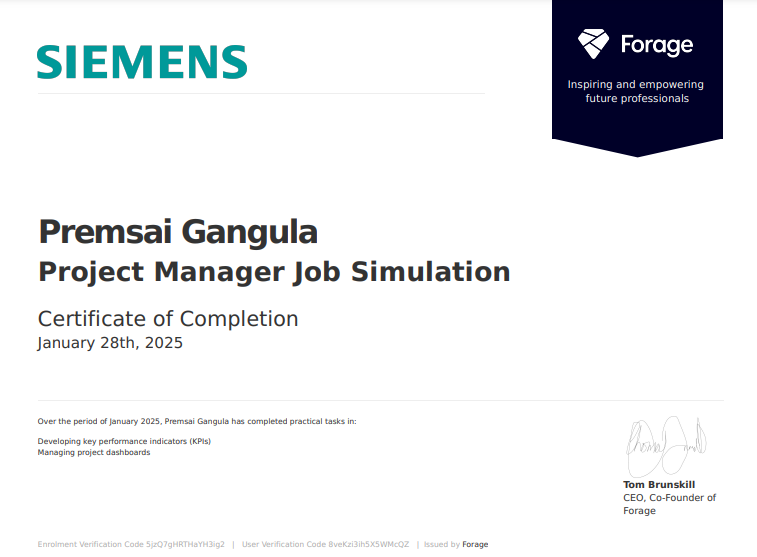 SIEMENS
Forage
Inspiring and empowering
future professionals
Premsai Gangula
Project Manager Job Simulation
Certificate of Completion
January 28th, 2025
Over the period of January 2025, Premsai Gangula has completed practical tasks in:
Developing key performance indicators (KPIs)
Managing project dashboards
Tom Brunskill
CEO, Co-Founder of
Forage
Enrolment Verification Code 5jzQ7gHRTHaYH3ig2 | User Verification Code 8veKzi3ih5X5WMcQZ | Issued by Forage